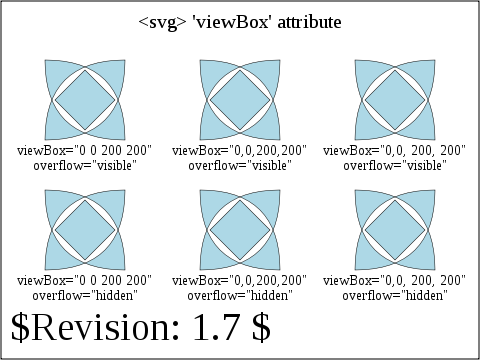 <svg> 'viewBox' attribute
viewBox="0 0 200 200"
overflow="visible"
viewBox="0,0,200,200"
overflow="visible"
viewBox="0,0, 200, 200"
overflow="visible"
viewBox="0 0 200 200"
overflow="hidden"
viewBox="0,0,200,200"
overflow="hidden"
viewBox="0,0, 200, 200"
overflow="hidden"
$Revision: 1.7 $